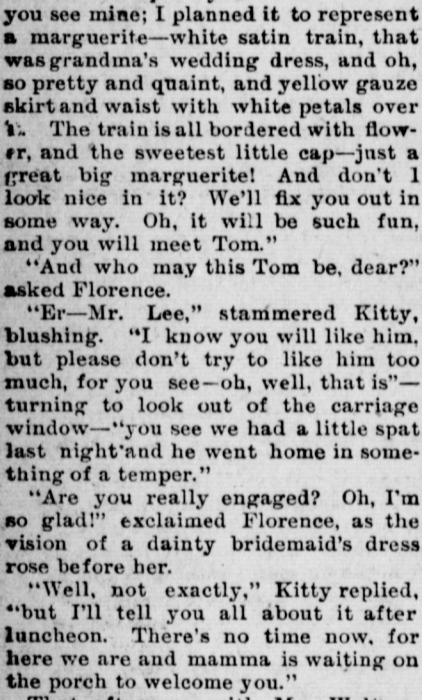 you see mine; I planned it to represent
a marguerite—white satin train, that
was grandma's wedding dress, and oh,
so pretty and quaint, and yellow gauze
skirt and waist with white petals over
The train is all bordered with flow-
er, and the sweetest little cap—just a
great big marguerite! And don't I
look nice in it? We'll fix you out in
some way. Oh, it will be such fun,
and you will meet Tom."
"And who may this Tom be, dear?"
asked Florence.
"Er—Mr. Lee," stammered Kitty,
blushing. "I know you will like him,
but please don't try to like him too
much, for you see—oh, well, that is"—
turning to look out of the carriage
window—"you see we had a little spat
last night and he went home in some-
thing of a temper."
"Are you really engaged? Oh, I'm
so glad!" exclaimed Florence, as the
vision of a dainty bridemaid's dress
rose before her.
"Well, not exactly," Kitty replied,
"but I'll tell you all about it after
luncheon. There's no time now, for
here we are and mamma is waiting on
the porch to welcome you."